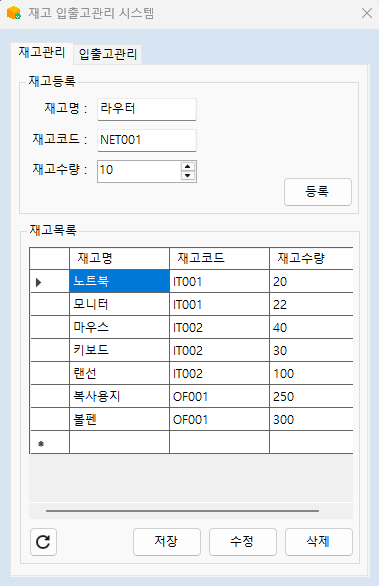 재고 입출고관리 시스템
재고관리 입출고관리
재고등록
재고명 : 라우터
재고코드 : NET001
재고수량 : 10
등록
재고목록
재고명 재고코드 재고수량
노트북 IT001 20
모니터 IT001 22
마우스 IT002 40
키보드 IT002 30
랜선 IT002 100
복사용지 OF001 250
볼펜 OF001 300
저장 수정 삭제